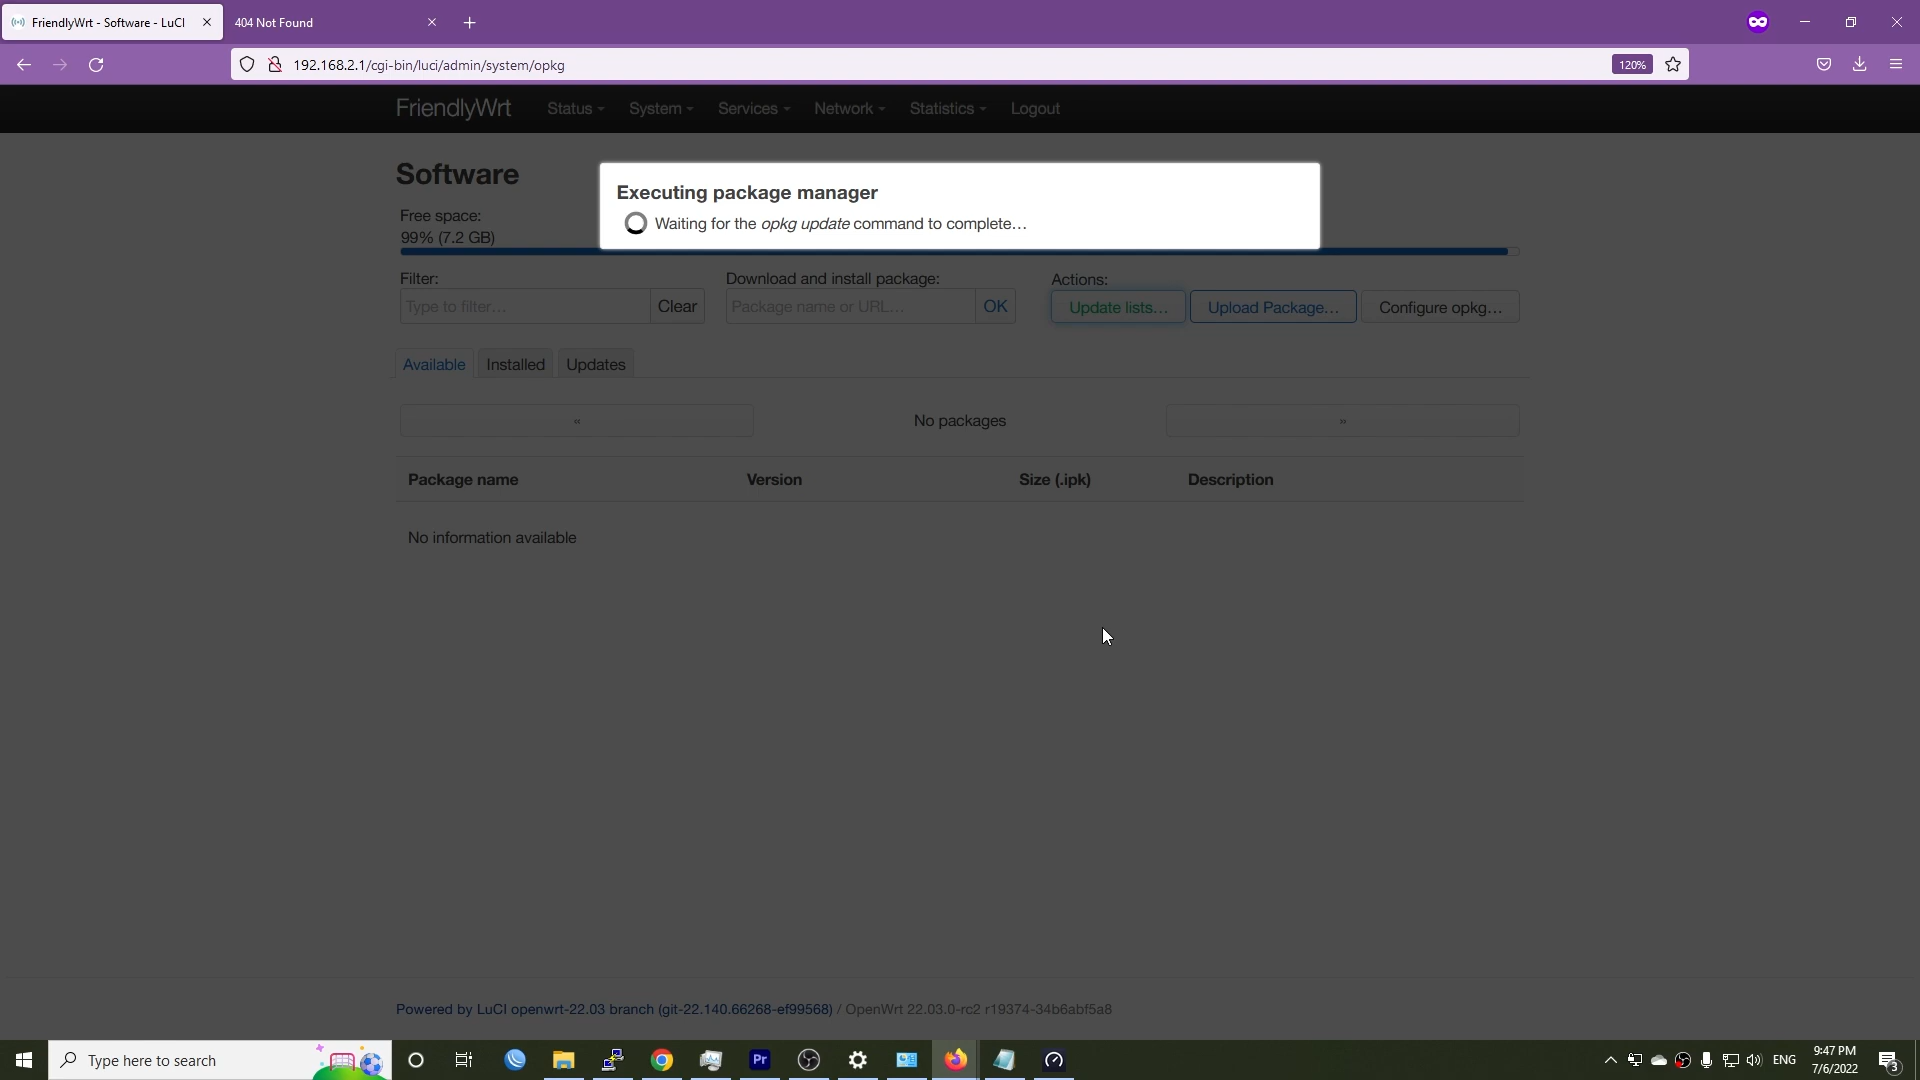 FriendlyWrt - Software - LuCI
404 Not Found
192.168.2.1/cgi-bin/luci/admin/system/opkg
120%
FriendlyWrt Status System Services Network Statistics Logout
Software
Executing package manager
Waiting for the opkg update command to complete…
Free space:
99% (7.2 GB)
Filter:
Download and install package:
Actions:
Type to filter…
Clear
Package name or URL…
OK
Update lists…
Upload Package…
Configure opkg…
Available Installed Updates
«
No packages
»
Package name Version Size (.ipk) Description
No information available
Powered by LuCI openwrt-22.03 branch (git-22.140.66268-ef99568) / OpenWrt 22.03.0-rc2 r19374-34b6abf5a8
Type here to search
Pr
ENG
9:47 PM
7/6/2022
3